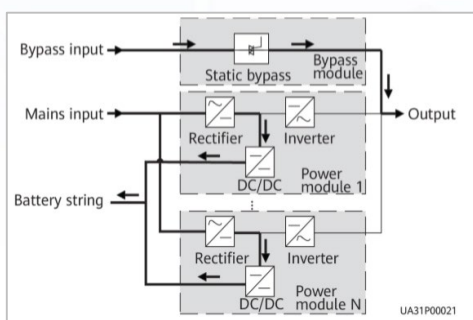 Bypass input
Static bypass
Bypass
module
Mains input
Output
Rectifier
Inverter
DC/DC
Power
module 1
Battery string
Rectifier
Inverter
DC/DC
Power
module N
UA31P00021